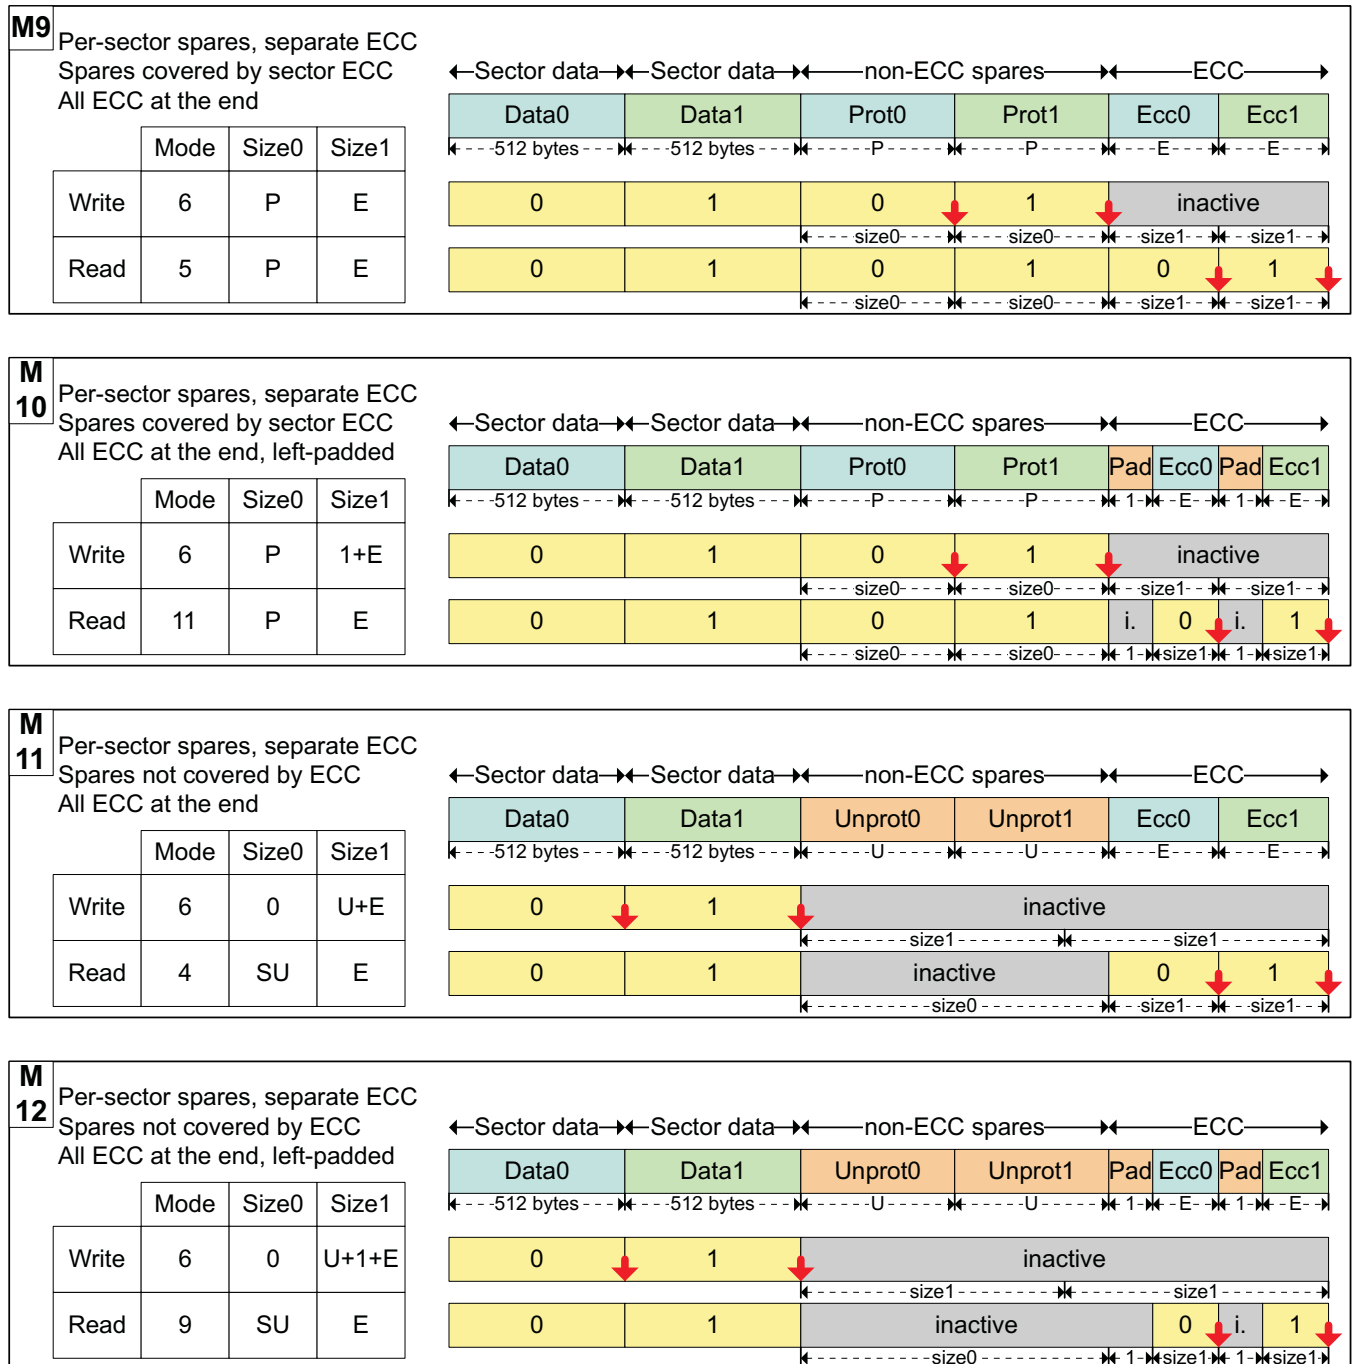 M9
Per-sector spares, separate ECC
Spares covered by sector ECC
All ECC at the end
Sector data Sector data non-ECC spares ECC
Data0 Data1 Prot0 Prot1 Ecc0 Ecc1
512 bytes 512 bytes P P E E
Mode Size0 Size1
Write 6 P E
0 1 0 1 inactive
size0 size0 size1 size1
Read 5 P E
0 1 0 1 0 1
size0 size0 size1 size1
M
10
Per-sector spares, separate ECC
Spares covered by sector ECC
All ECC at the end, left-padded
Sector data Sector data non-ECC spares ECC
Data0 Data1 Prot0 Prot1 Pad Ecc0 Pad Ecc1
512 bytes 512 bytes P P 1 E 1 E
Mode Size0 Size1
Write 6 P 1+E
0 1 0 1 inactive
size0 size0 size1 size1
Read 11 P E
0 1 0 1 i. 0 i. 1
size0 size0 1 size1 1 size1
M
11
Per-sector spares, separate ECC
Spares not covered by ECC
All ECC at the end
Sector data Sector data non-ECC spares ECC
Data0 Data1 Unprot0 Unprot1 Ecc0 Ecc1
512 bytes 512 bytes U U E E
Mode Size0 Size1
Write 6 0 U+E
0 1 inactive
size1 size1
Read 4 SU E
0 1 inactive 0 1
size0 size1 size1
M
12
Per-sector spares, separate ECC
Spares not covered by ECC
All ECC at the end, left-padded
Sector data Sector data non-ECC spares ECC
Data0 Data1 Unprot0 Unprot1 Pad Ecc0 Pad Ecc1
512 bytes 512 bytes U U 1 E 1 E
Mode Size0 Size1
Write 6 0 U+1+E
0 1 inactive
size1 size1
Read 9 SU E
0 1 inactive 0 i. 1
size0 1 size1 1 size1